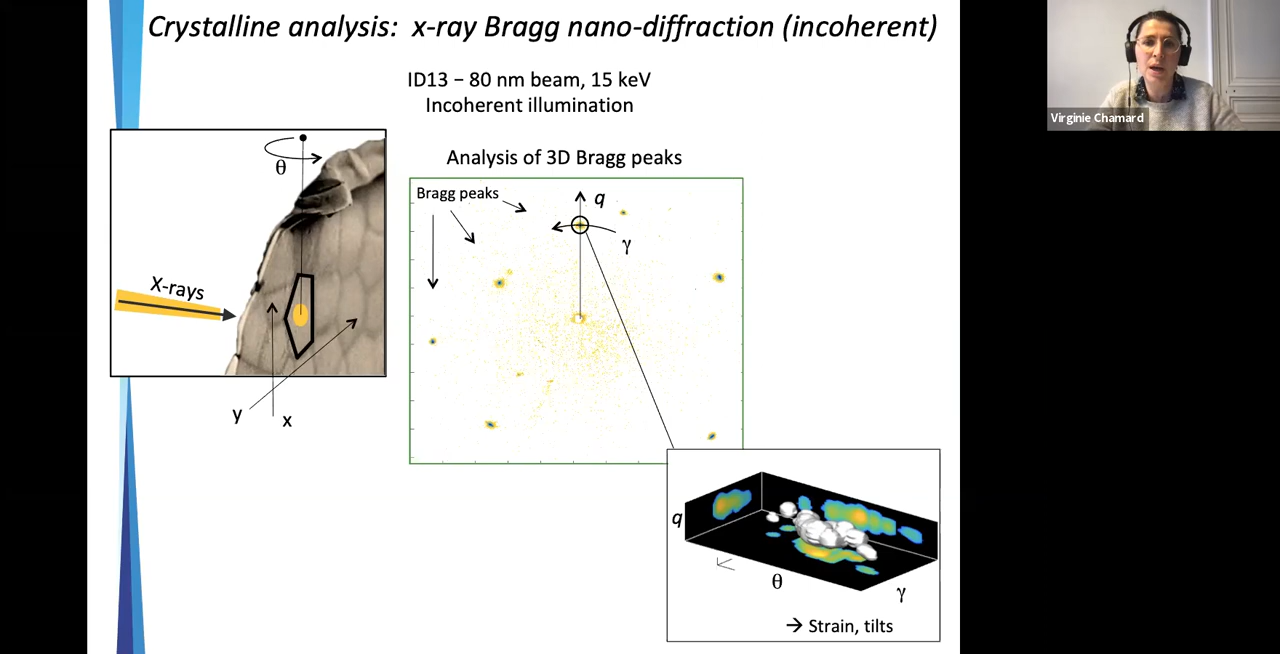 Crystalline analysis: x-ray Bragg nano-diffraction (incoherent)
ID13 – 80 nm beam, 15 keV
Incoherent illumination
Virginie Chamard
θ
X-rays
y
x
Analysis of 3D Bragg peaks
Bragg peaks
q
γ
q
θ
γ
→ Strain, tilts